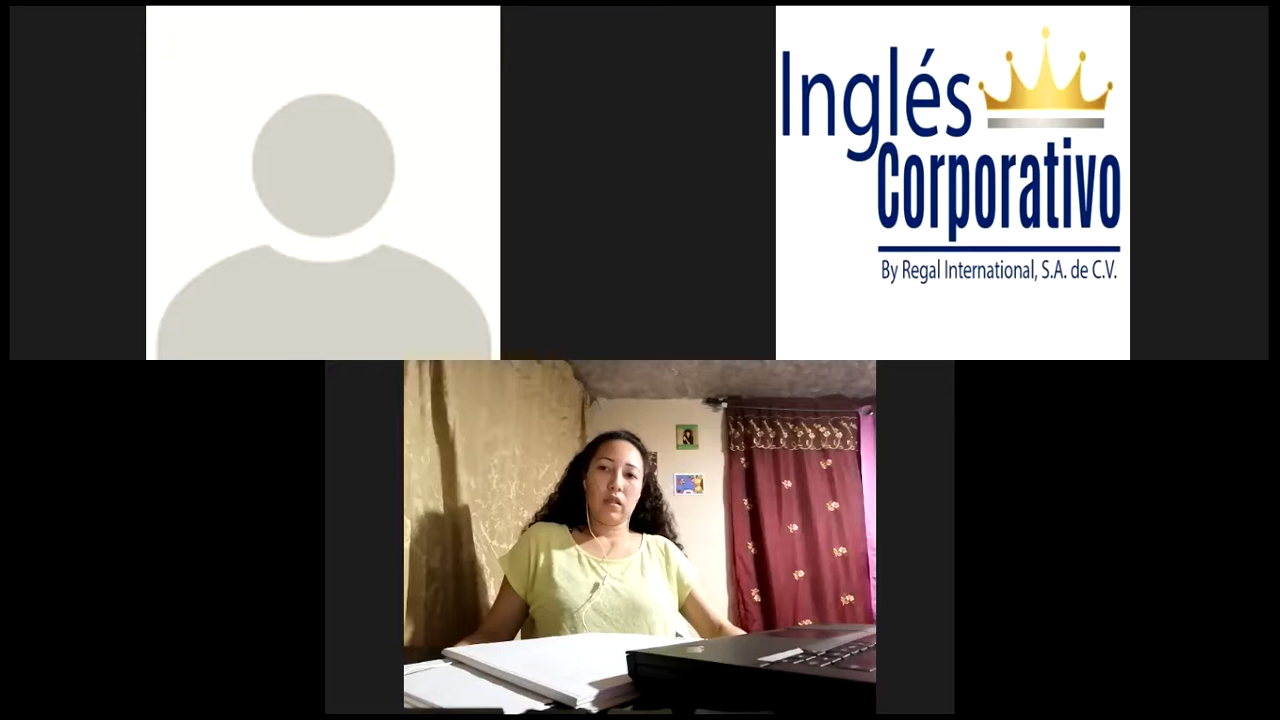 Inglés
Corporativo
By Regal International, S.A. de C.V.